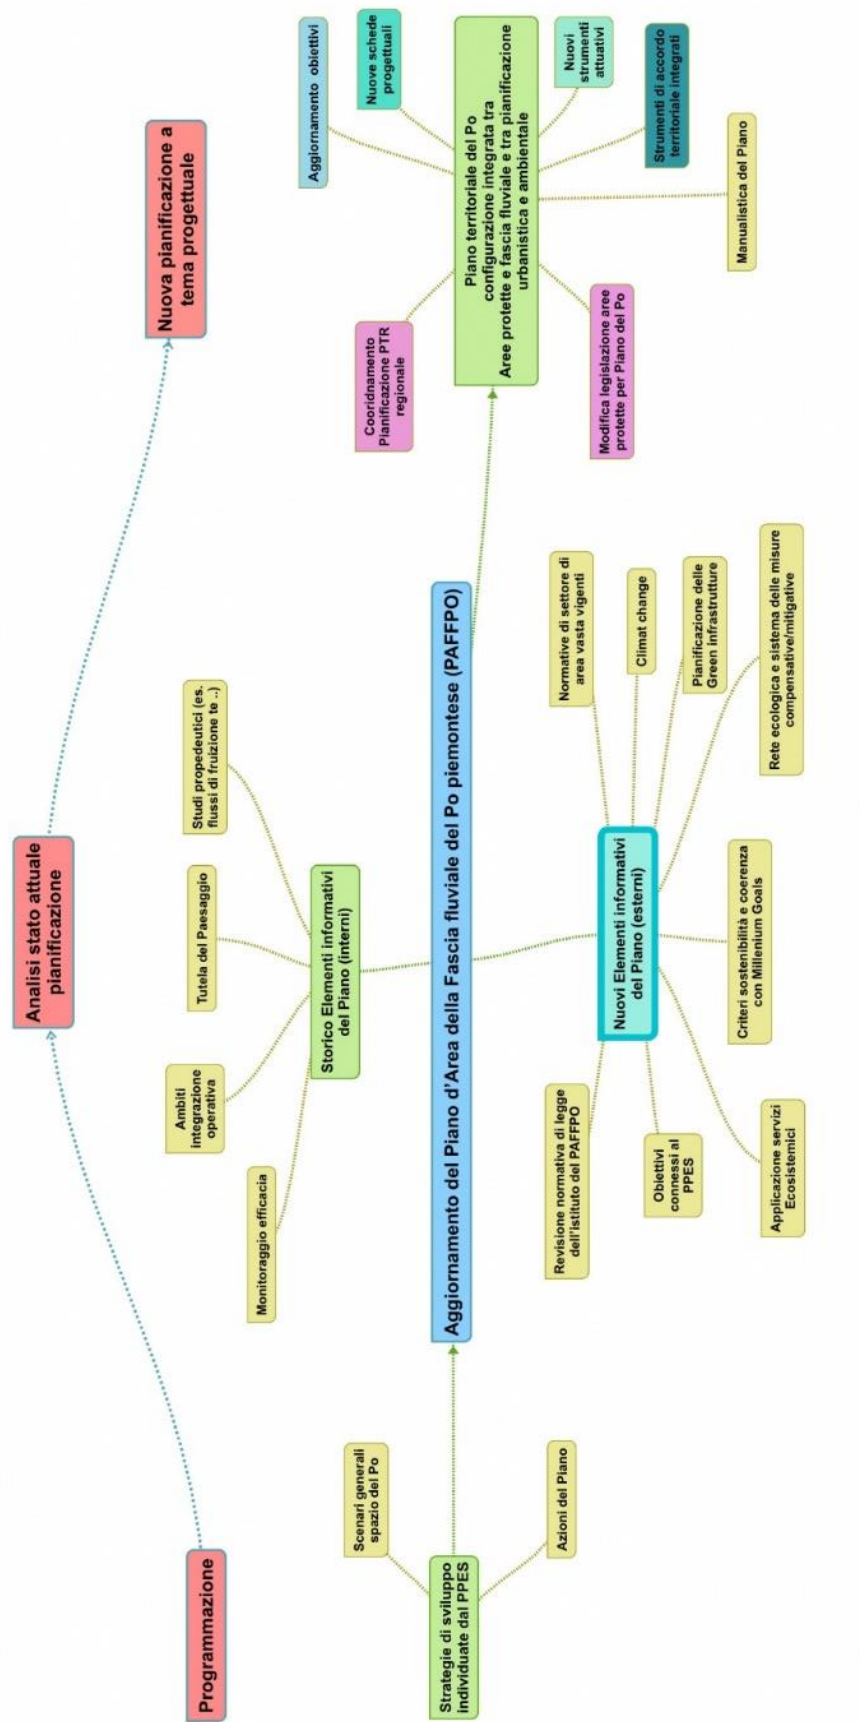 Programmazione
Analisi stato attuale
pianificazione
Nuova pianificazione a
tema progettuale
Monitoraggio efficacia
Ambiti
integrazione
operativa
Tutela del Paesaggio
Studi propedeutici (es.
flussi di fruizione te ..)
Storico Elementi informativi
del Piano (interni)
Scenari generali
spazio del Po
Strategie di sviluppo
individuate dal PPES
Azioni del Piano
Aggiornamento del Piano d'Area della Fascia fluviale del Po piemontese (PAFFPO)
Nuovi Elementi informativi
del Piano (esterni)
Revisione normativa di legge
dell'istituto del PAFFPO
Obiettivi
connessi al
PPES
Applicazione servizi
Ecosistemici
Criteri sostenibilità e coerenza
con Millenium Goals
Rete ecologica e sistema delle misure
compensative/mitigative
Pianificazione delle
Green infrastrutture
Climat change
Normative di settore di
area vasta vigenti
Cooridnamento
Pianificazione PTR
regionale
Aggiornamento obiettivi
Nuove schede
progettuali
Piano territoriale del Po
configurazione integrata tra
Aree protette e fascia fluviale e tra pianificazione
urbanistica e ambientale
Nuovi
strumenti
attuativi
Strumenti di accordo
territoriale integrati
Manualistica del Piano
Modifica legislazione aree
protette per Piano del Po